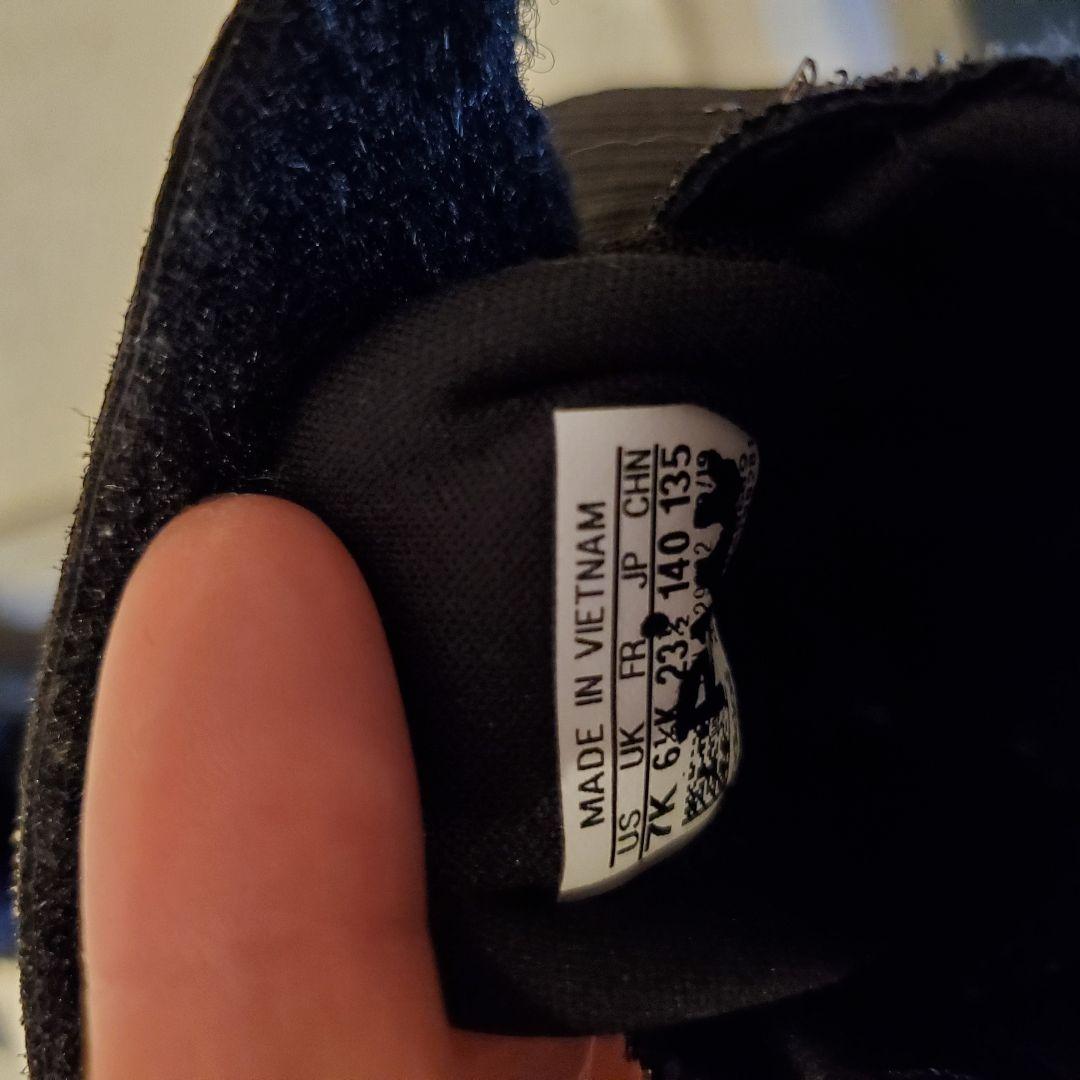 MADE IN VIETNAM
US UK FR JP CHN
7K 6½K 23½ 140 135